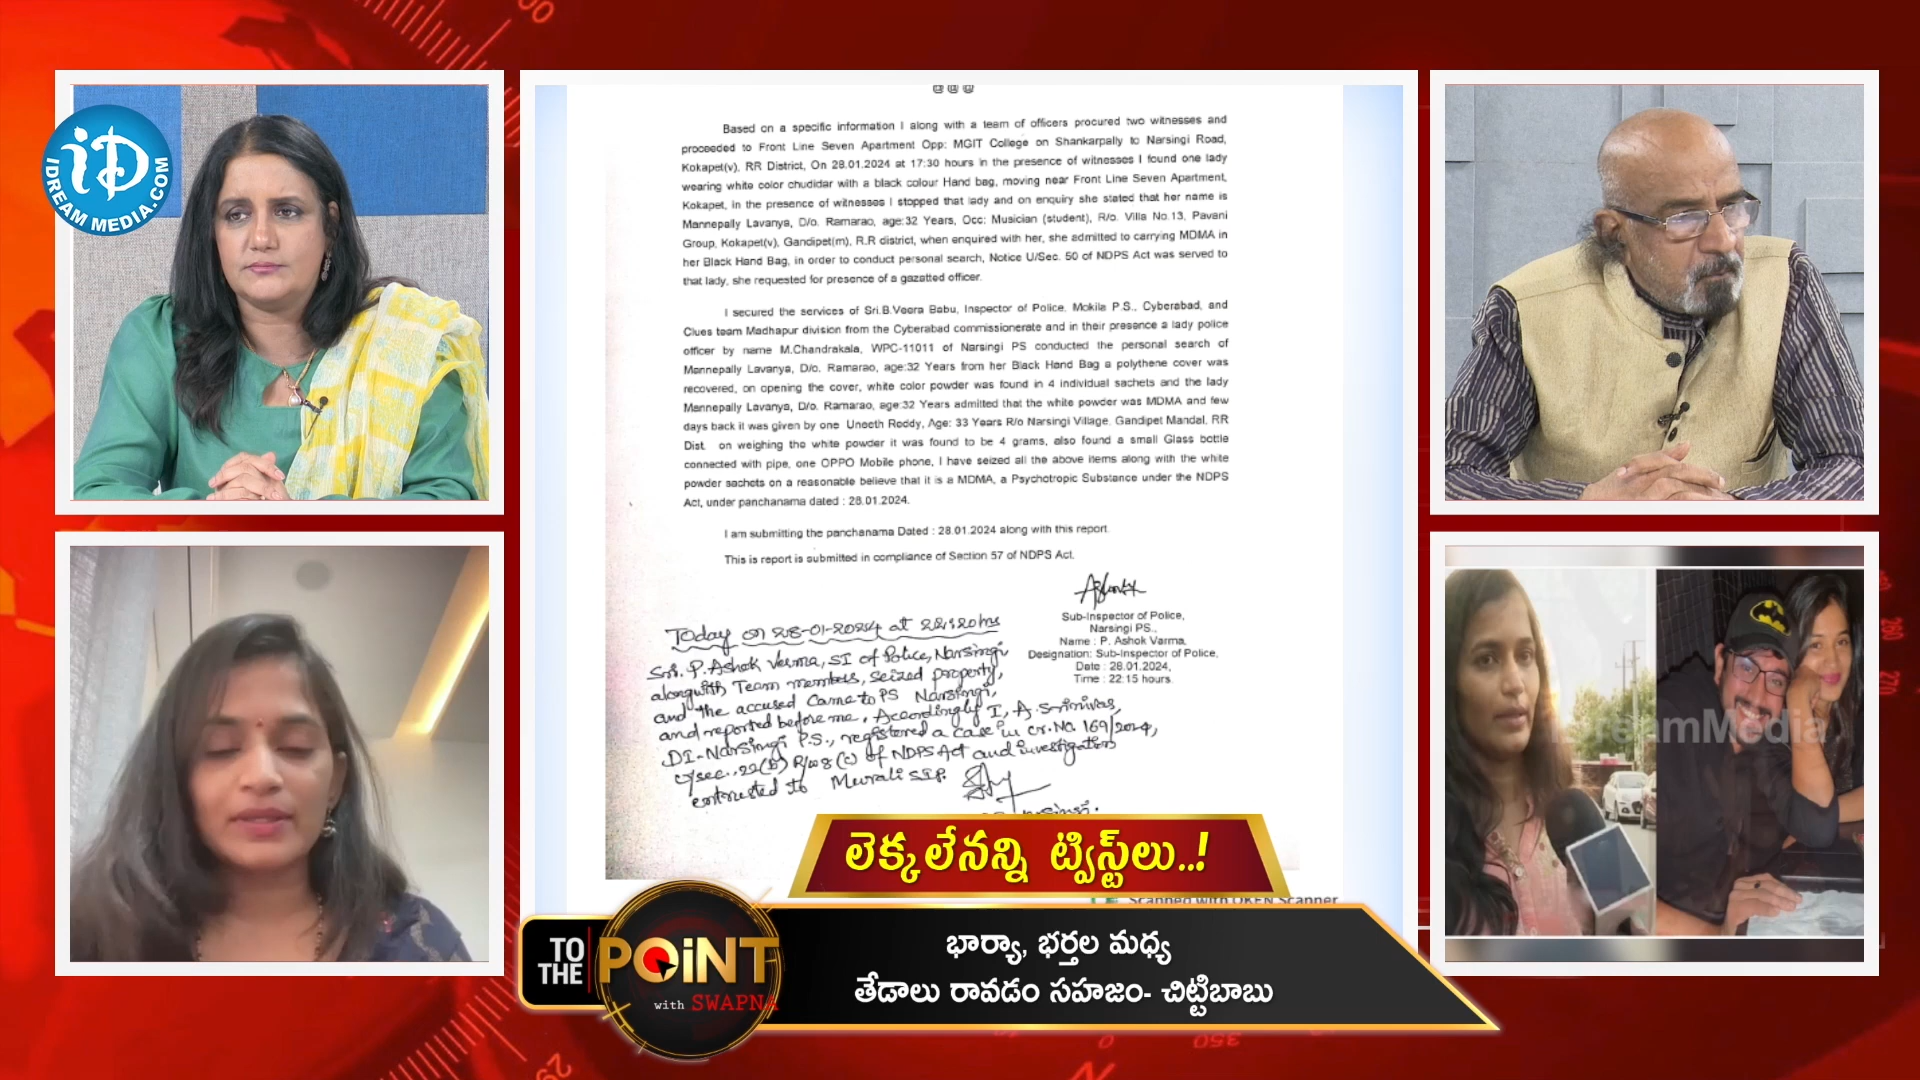 iD
IDREAM MEDIA.COM
Based on a specific information I along with a team of officers procured two witnesses and
proceeded to Front Line Seven Apartment Opp: MGIT College on Shankarpally to Narsingi Road,
Kokapet(v), RR District, On 28.01.2024 at 17:30 hours in the presence of witnesses I found one lady
wearing white color chudidar with a black colour Hand bag, moving near Front Line Seven Apartment,
Kokapet, in the presence of witnesses I stopped that lady and on enquiry she stated that her name is
Mannepally Lavanya, D/o. Ramarao, age:32 Years, Occ: Musician (student), R/o. Villa No.13, Pavani
Group, Kokapet(v), Gandipet(m), R.R district, when enquired with her, she admitted to carrying MDMA in
her Black Hand Bag, in order to conduct personal search, Notice U/Sec. 50 of NDPS Act was served to
that lady, she requested for presence of a gazatted officer.
I secured the services of Sri.B.Veera Babu, Inspector of Police, Mokila P.S., Cyberabad, and
Clues team Madhapur division from the Cyberabad commissionerate and in their presence a lady police
officer by name M.Chandrakala, WPC-11011 of Narsingi PS conducted the personal search of
Mannepally Lavanya, D/o. Ramarao, age:32 Years from her Black Hand Bag a polythene cover was
recovered, on opening the cover, white color powder was found in 4 individual sachets and the lady
Mannepally Lavanya, D/o. Ramarao, age:32 Years admitted that the white powder was MDMA and few
days back it was given by one Uneeth Reddy, Age: 33 Years R/o Narsingi Village, Gandipet Mandal, RR
Dist. on weighing the white powder it was found to be 4 grams, also found a small Glass bottle
connected with pipe, one OPPO Mobile phone, I have seized all the above items along with the white
powder sachets on a reasonable believe that it is a MDMA, a Psychotropic Substance under the NDPS
Act, under panchanama dated : 28.01.2024.
I am submitting the panchanama Dated : 28.01.2024 along with this report.
This is report is submitted in compliance of Section 57 of NDPS Act.
Sub-Inspector of Police,
Narsingi PS.,
Name : P. Ashok Varma,
Designation: Sub-Inspector of Police,
Date : 28.01.2024,
Time : 22:15 hours.
Today on 28-01-2024 at 22:20 hrs
Sri. P. Ashok Verma, SI of Police, Narsingi
alongwith Team members, seized property,
and the accused Came to PS Narsingi,
and reported before me, Accordingly I, A. Srinivas,
DI-Narsingi P.S., registered a case in cr.No. 169/2024,
u/sec. 22(b) R/w 8(c) of NDPS Act and investigation
entrusted to Murali SIP.
Scanned with OKEN Scanner
iDreamMedia
లెక్కలేనన్ని ట్విస్ట్‌లు..!
TO THE POiNT
with SWAPNA
భార్యా, భర్తల మధ్య
తేడాలు రావడం సహజం- చిట్టిబాబు